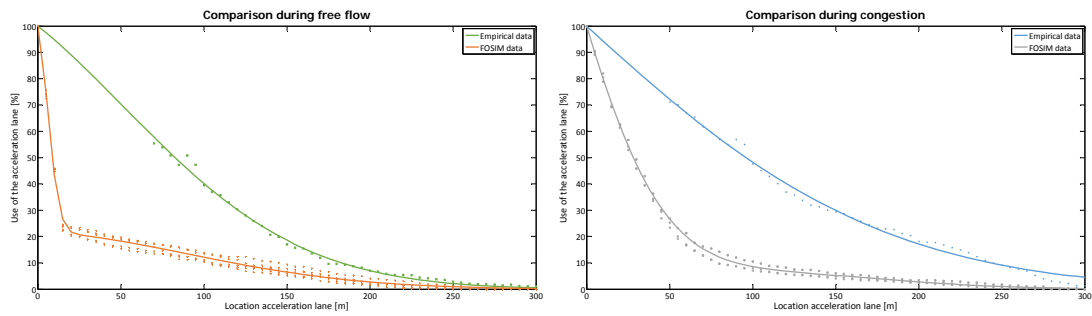 Comparison during free flow
Use of the acceleration lane [%]
100
90
80
70
60
50
40
30
20
10
0
Empirical data
FOSIM data
0 50 100 150 200 250 300
Location acceleration lane [m]
Comparison during congestion
Use of the acceleration lane [%]
100
90
80
70
60
50
40
30
20
10
0
Empirical data
FOSIM data
0 50 100 150 200 250 300
Location acceleration lane [m]